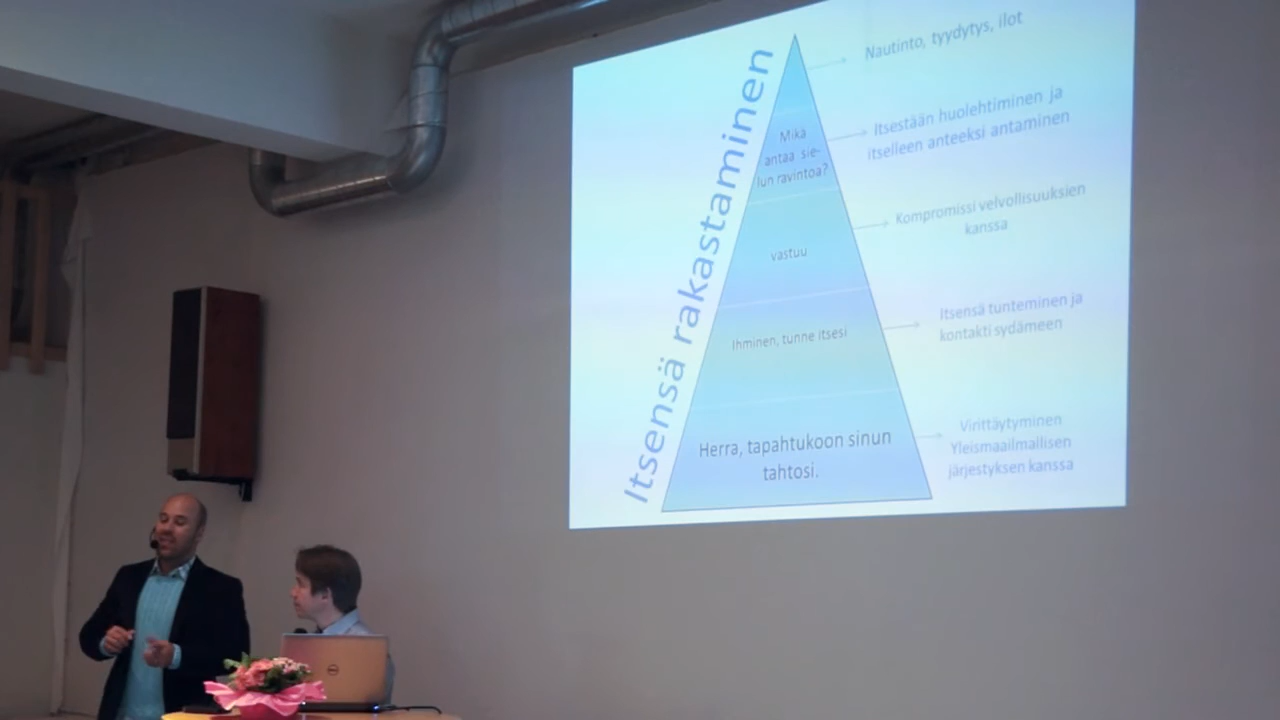 Itsensä rakastaminen
Nautinto, tyydytys, ilot
Mikä
antaa sie-
lun ravintoa?
Itsestään huolehtiminen ja
itselleen anteeksi antaminen
vastuu
Kompromissi velvollisuuksien
kanssa
Ihminen, tunne itsesi
Itsensä tunteminen ja
kontakti sydämeen
Herra, tapahtukoon sinun
tahtosi.
Virittäytyminen
Yleismaailmallisen
järjestyksen kanssa
DELL